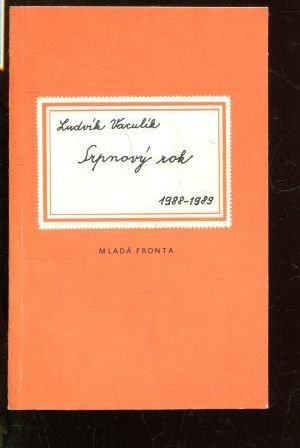 Ludvík Vaculík
Srpnový rok
1988-1989
MLADÁ FRONTA